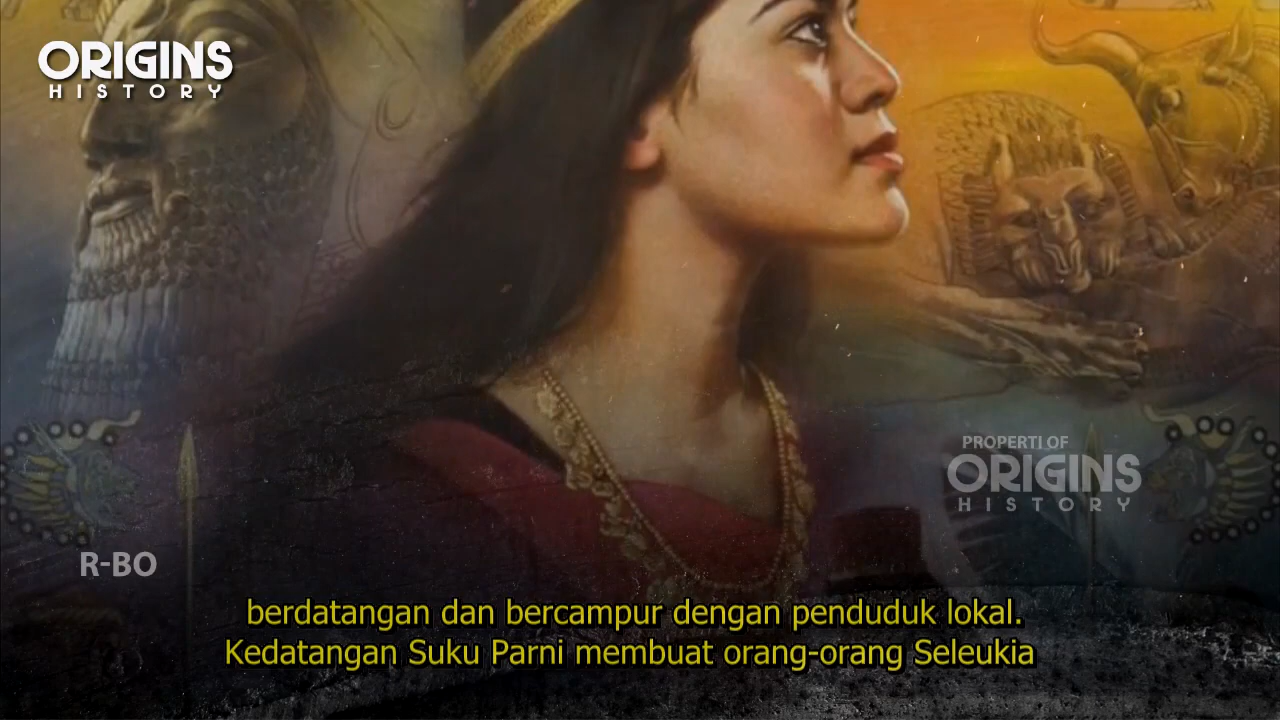 ORIGINS
HISTORY
PROPERTI OF
ORIGINS
HISTORY
R-BO
berdatangan dan bercampur dengan penduduk lokal.
Kedatangan Suku Parni membuat orang-orang Seleukia